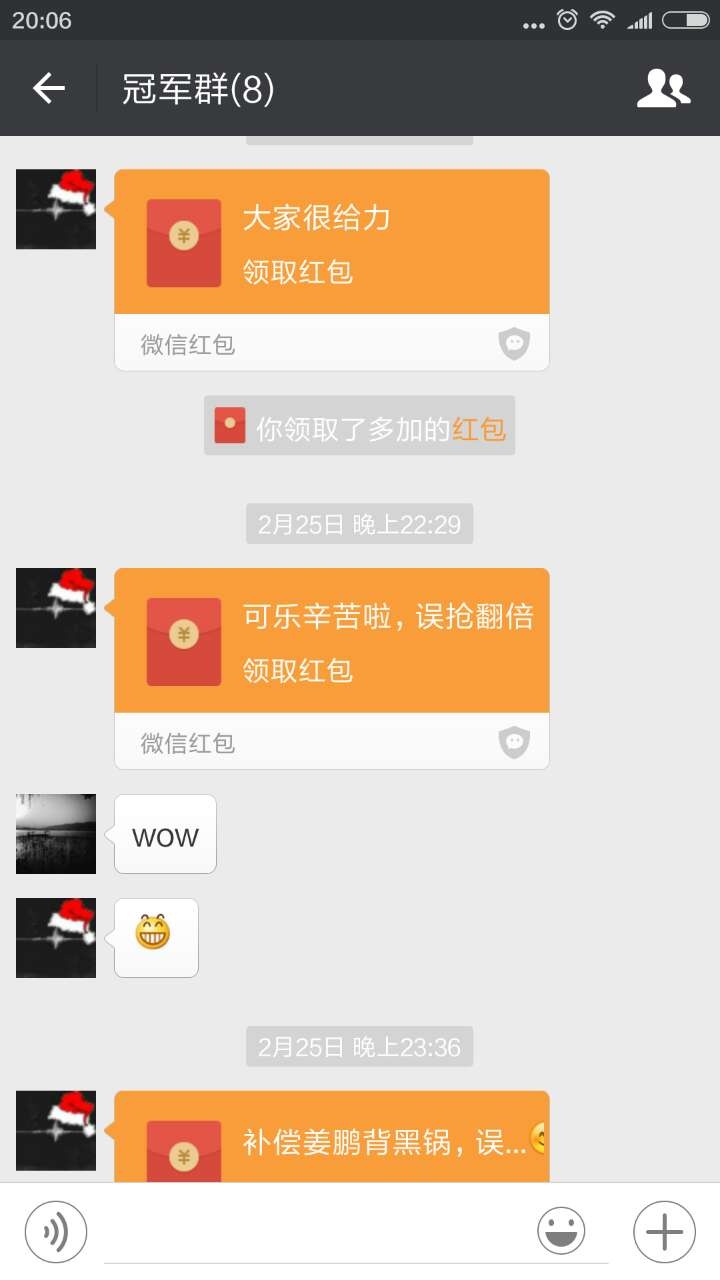 20:06
冠军群(8)
大家很给力
领取红包
微信红包
你领取了多加的红包
2月25日 晚上22:29
可乐辛苦啦，误抢翻倍
领取红包
微信红包
wow
2月25日 晚上23:36
补偿姜鹏背黑锅，误...